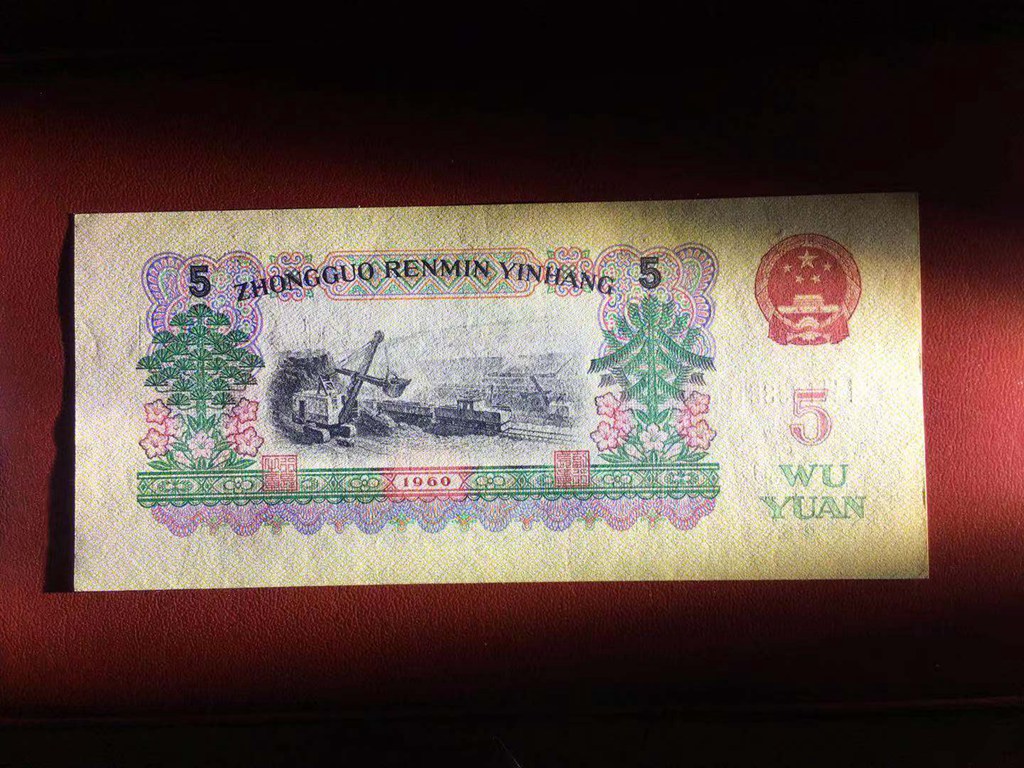 5 ZHONGGUO RENMIN YINHANG 5
1960
5
WU
YUAN